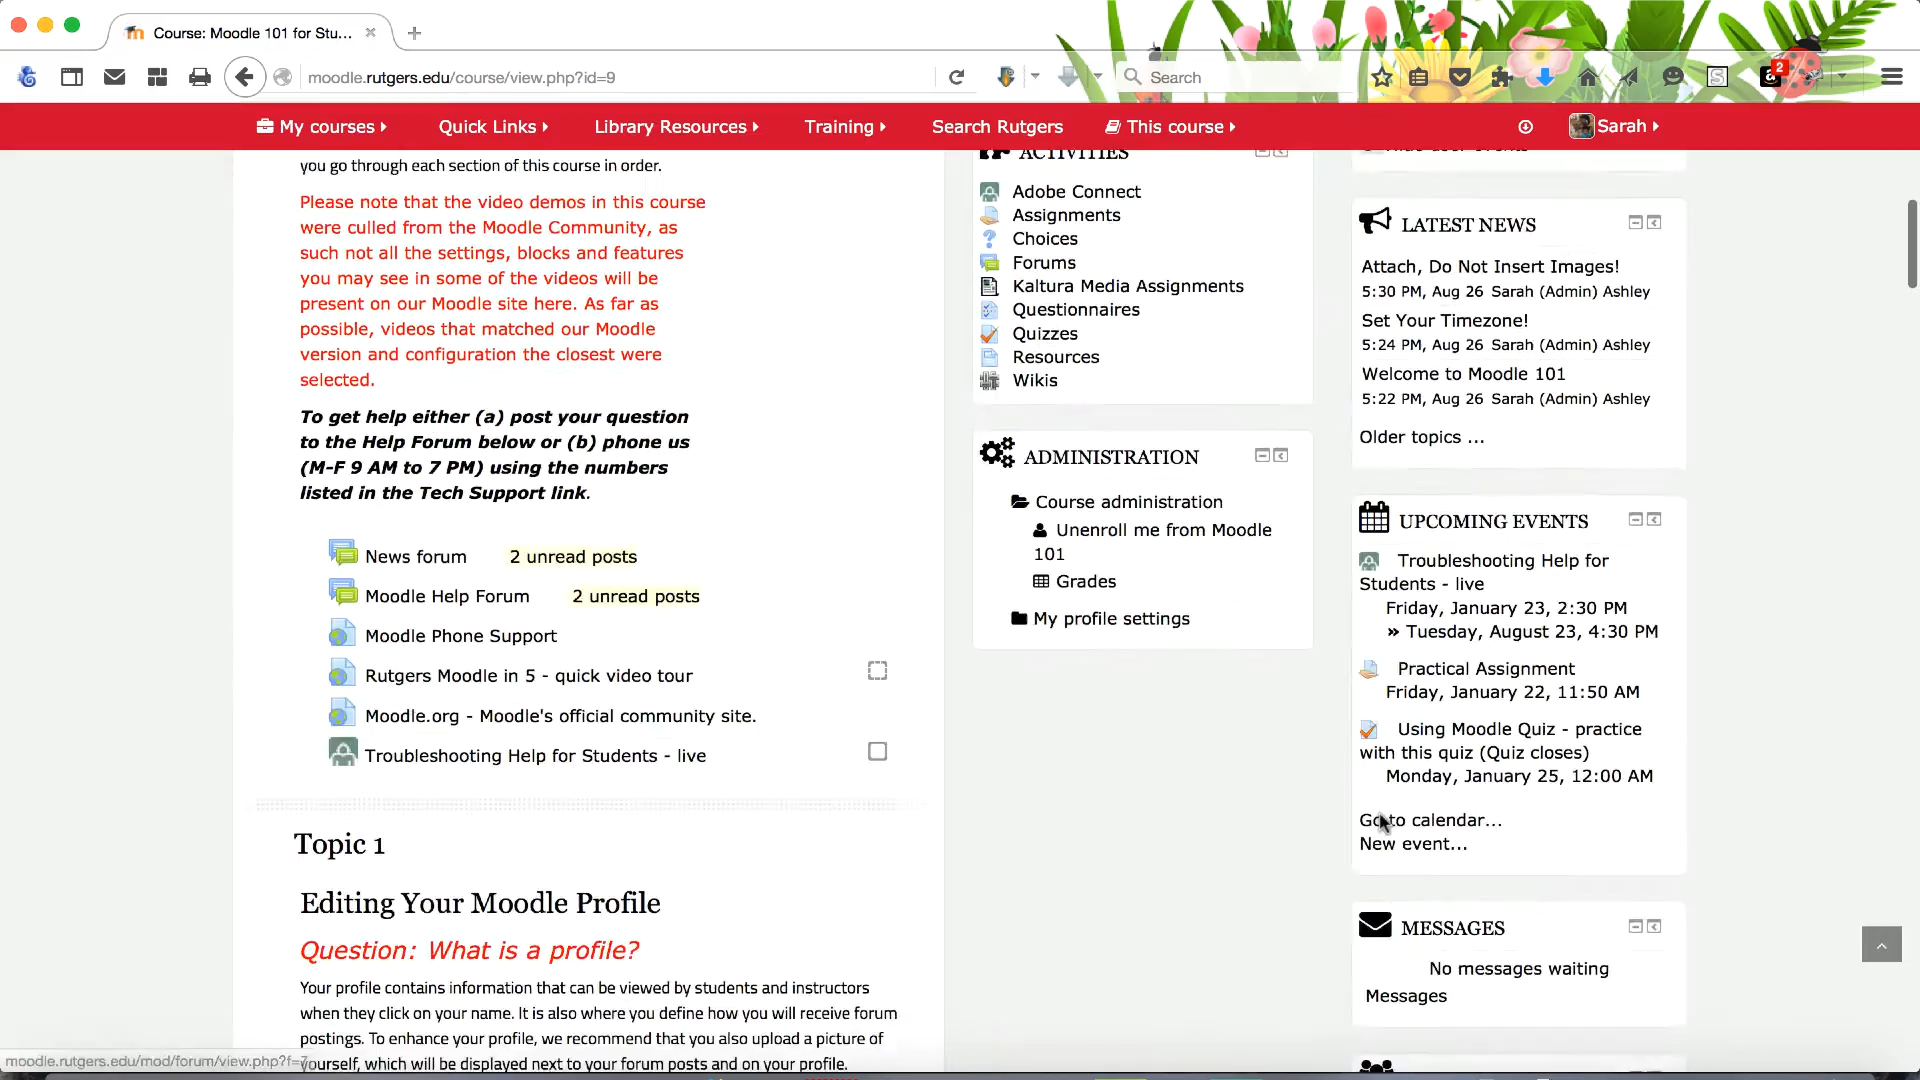 Course: Moodle 101 for Stu...
moodle.rutgers.edu/course/view.php?id=9
Search
2
My courses
Quick Links
Library Resources
Training
Search Rutgers
This course
Sarah
you go through each section of this course in order.
Please note that the video demos in this course
were culled from the Moodle Community, as
such not all the settings, blocks and features
you may see in some of the videos will be
present on our Moodle site here. As far as
possible, videos that matched our Moodle
version and configuration the closest were
selected.
To get help either (a) post your question
to the Help Forum below or (b) phone us
(M-F 9 AM to 7 PM) using the numbers
listed in the Tech Support link.
News forum 2 unread posts
Moodle Help Forum 2 unread posts
Moodle Phone Support
Rutgers Moodle in 5 - quick video tour
Moodle.org - Moodle's official community site.
Troubleshooting Help for Students - live
Topic 1
Editing Your Moodle Profile
Question: What is a profile?
Your profile contains information that can be viewed by students and instructors
when they click on your name. It is also where you define how you will receive forum
postings. To enhance your profile, we recommend that you also upload a picture of
yourself, which will be displayed next to your forum posts and on your profile.
moodle.rutgers.edu/mod/forum/view.php?f=7
ACTIVITIES
Adobe Connect
Assignments
Choices
Forums
Kaltura Media Assignments
Questionnaires
Quizzes
Resources
Wikis
ADMINISTRATION
Course administration
Unenroll me from Moodle
101
Grades
My profile settings
LATEST NEWS
Attach, Do Not Insert Images!
5:30 PM, Aug 26 Sarah (Admin) Ashley
Set Your Timezone!
5:24 PM, Aug 26 Sarah (Admin) Ashley
Welcome to Moodle 101
5:22 PM, Aug 26 Sarah (Admin) Ashley
Older topics ...
UPCOMING EVENTS
Troubleshooting Help for
Students - live
Friday, January 23, 2:30 PM
» Tuesday, August 23, 4:30 PM
Practical Assignment
Friday, January 22, 11:50 AM
Using Moodle Quiz - practice
with this quiz (Quiz closes)
Monday, January 25, 12:00 AM
Go to calendar...
New event...
MESSAGES
No messages waiting
Messages